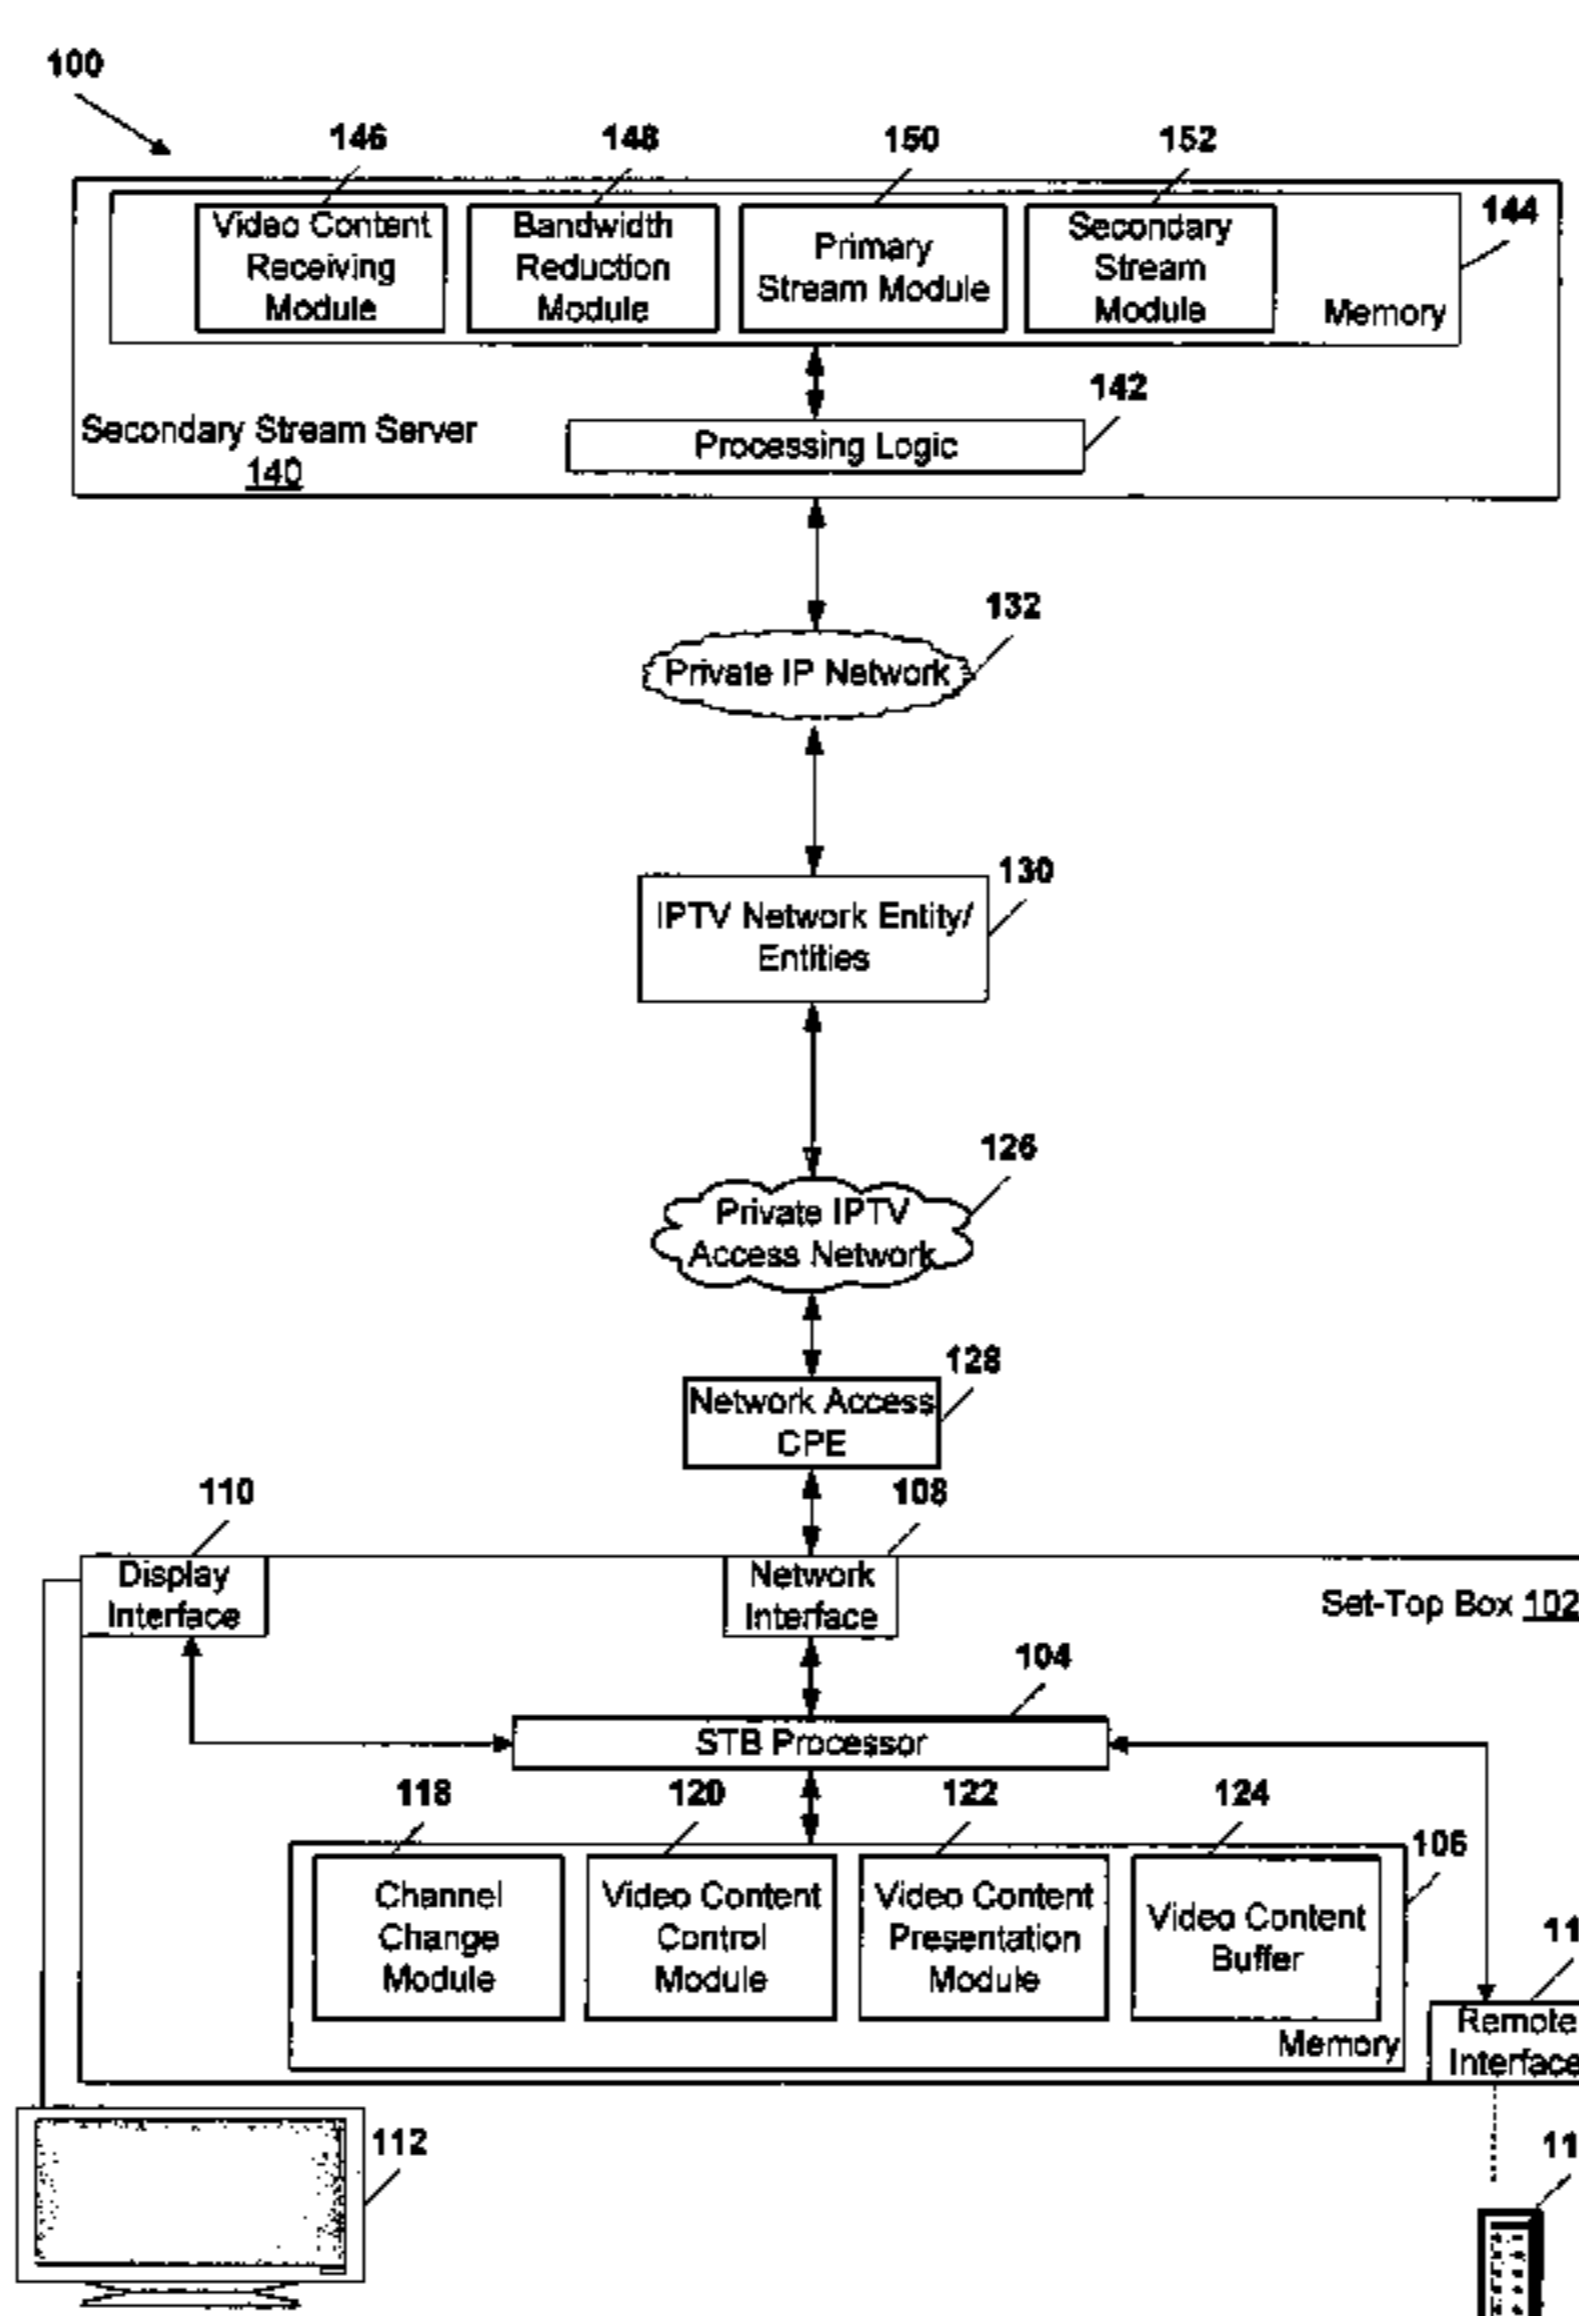 100
146
148
150
152
144
Video Content
Receiving
Module
Bandwidth
Reduction
Module
Primary
Stream Module
Secondary
Stream
Module
Memory
142
Secondary Stream Server
140
Processing Logic
132
Private IP Network
130
IPTV Network Entity/
Entities
126
Private IPTV
Access Network
128
Network Access
CPE
110
108
Display
Interface
Network
Interface
Set-Top Box 102
104
STB Processor
118
120
122
124
106
Channel
Change
Module
Video Content
Control
Module
Video Content
Presentation
Module
Video Content
Buffer
Memory
11
Remote
Interface
112
11